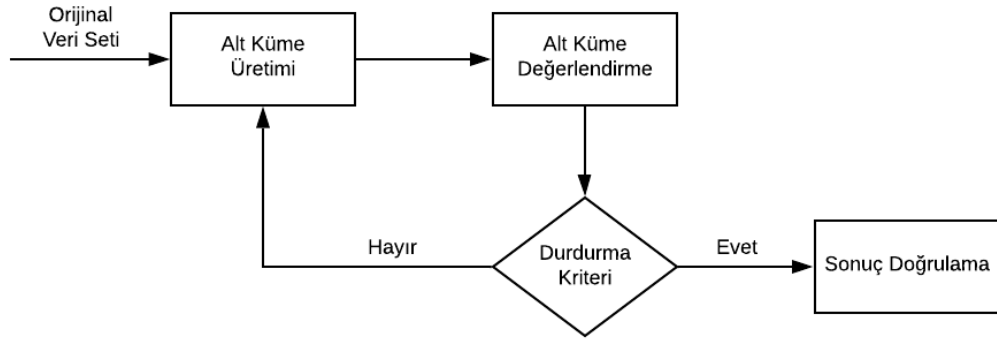 Orijinal
Veri Seti
Alt Küme
Üretimi
Alt Küme
Değerlendirme
Hayır
Durdurma
Kriteri
Evet
Sonuç Doğrulama